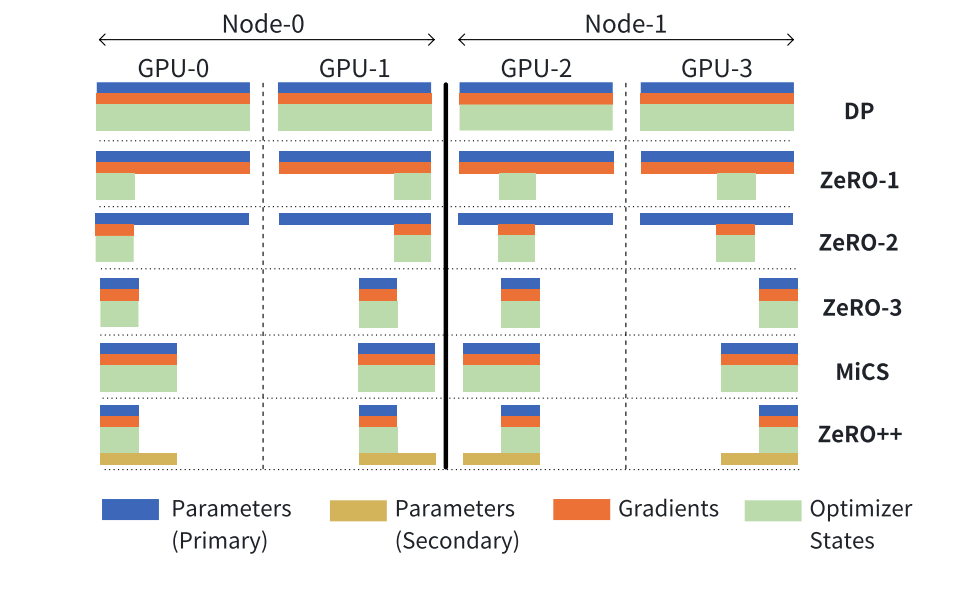 Node-0
Node-1
GPU-0
GPU-1
GPU-2
GPU-3
DP
ZeRO-1
ZeRO-2
ZeRO-3
MiCS
ZeRO++
Parameters
(Primary)
Parameters
(Secondary)
Gradients
Optimizer
States